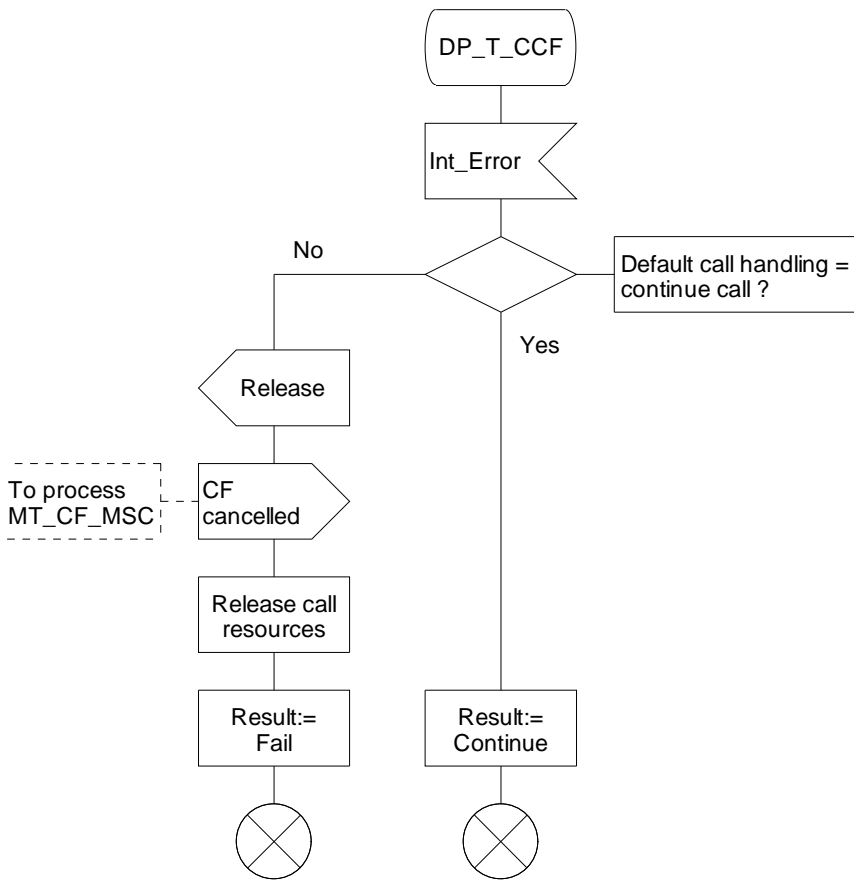 DP_T_CCF
Int_Error
No
Default call handling =
continue call ?
Yes
Release
To process
MT_CF_MSC
CF
cancelled
Release call
resources
Result:=
Fail
Result:=
Continue